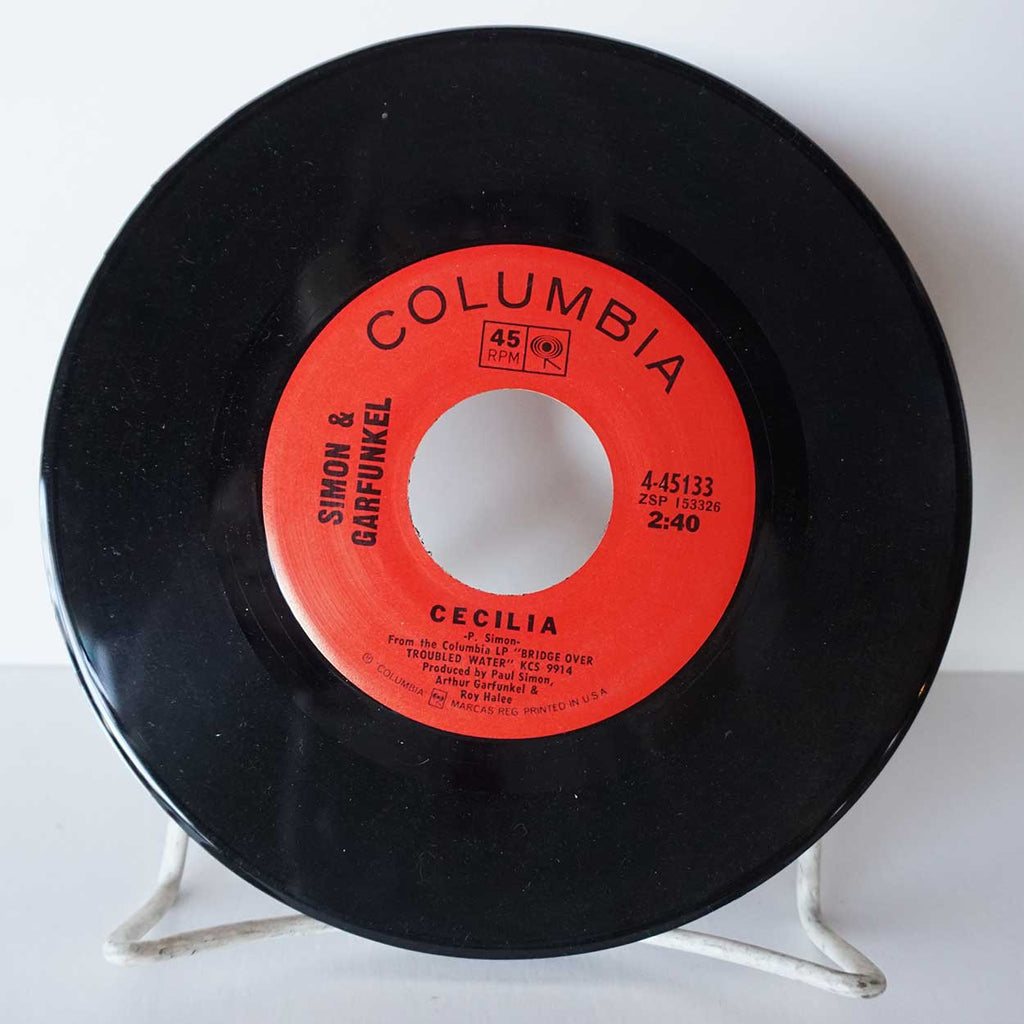 COLUMBIA
45
RPM
SIMON &
GARFUNKEL
4-45133
ZSP 153326
2:40
CECILIA
-P. Simon-
From the Columbia LP "BRIDGE OVER
TROUBLED WATER" KCS 9914
Produced by Paul Simon,
Arthur Garfunkel &
Roy Halee
Ⓟ COLUMBIA MARCAS REG. PRINTED IN U.S.A.